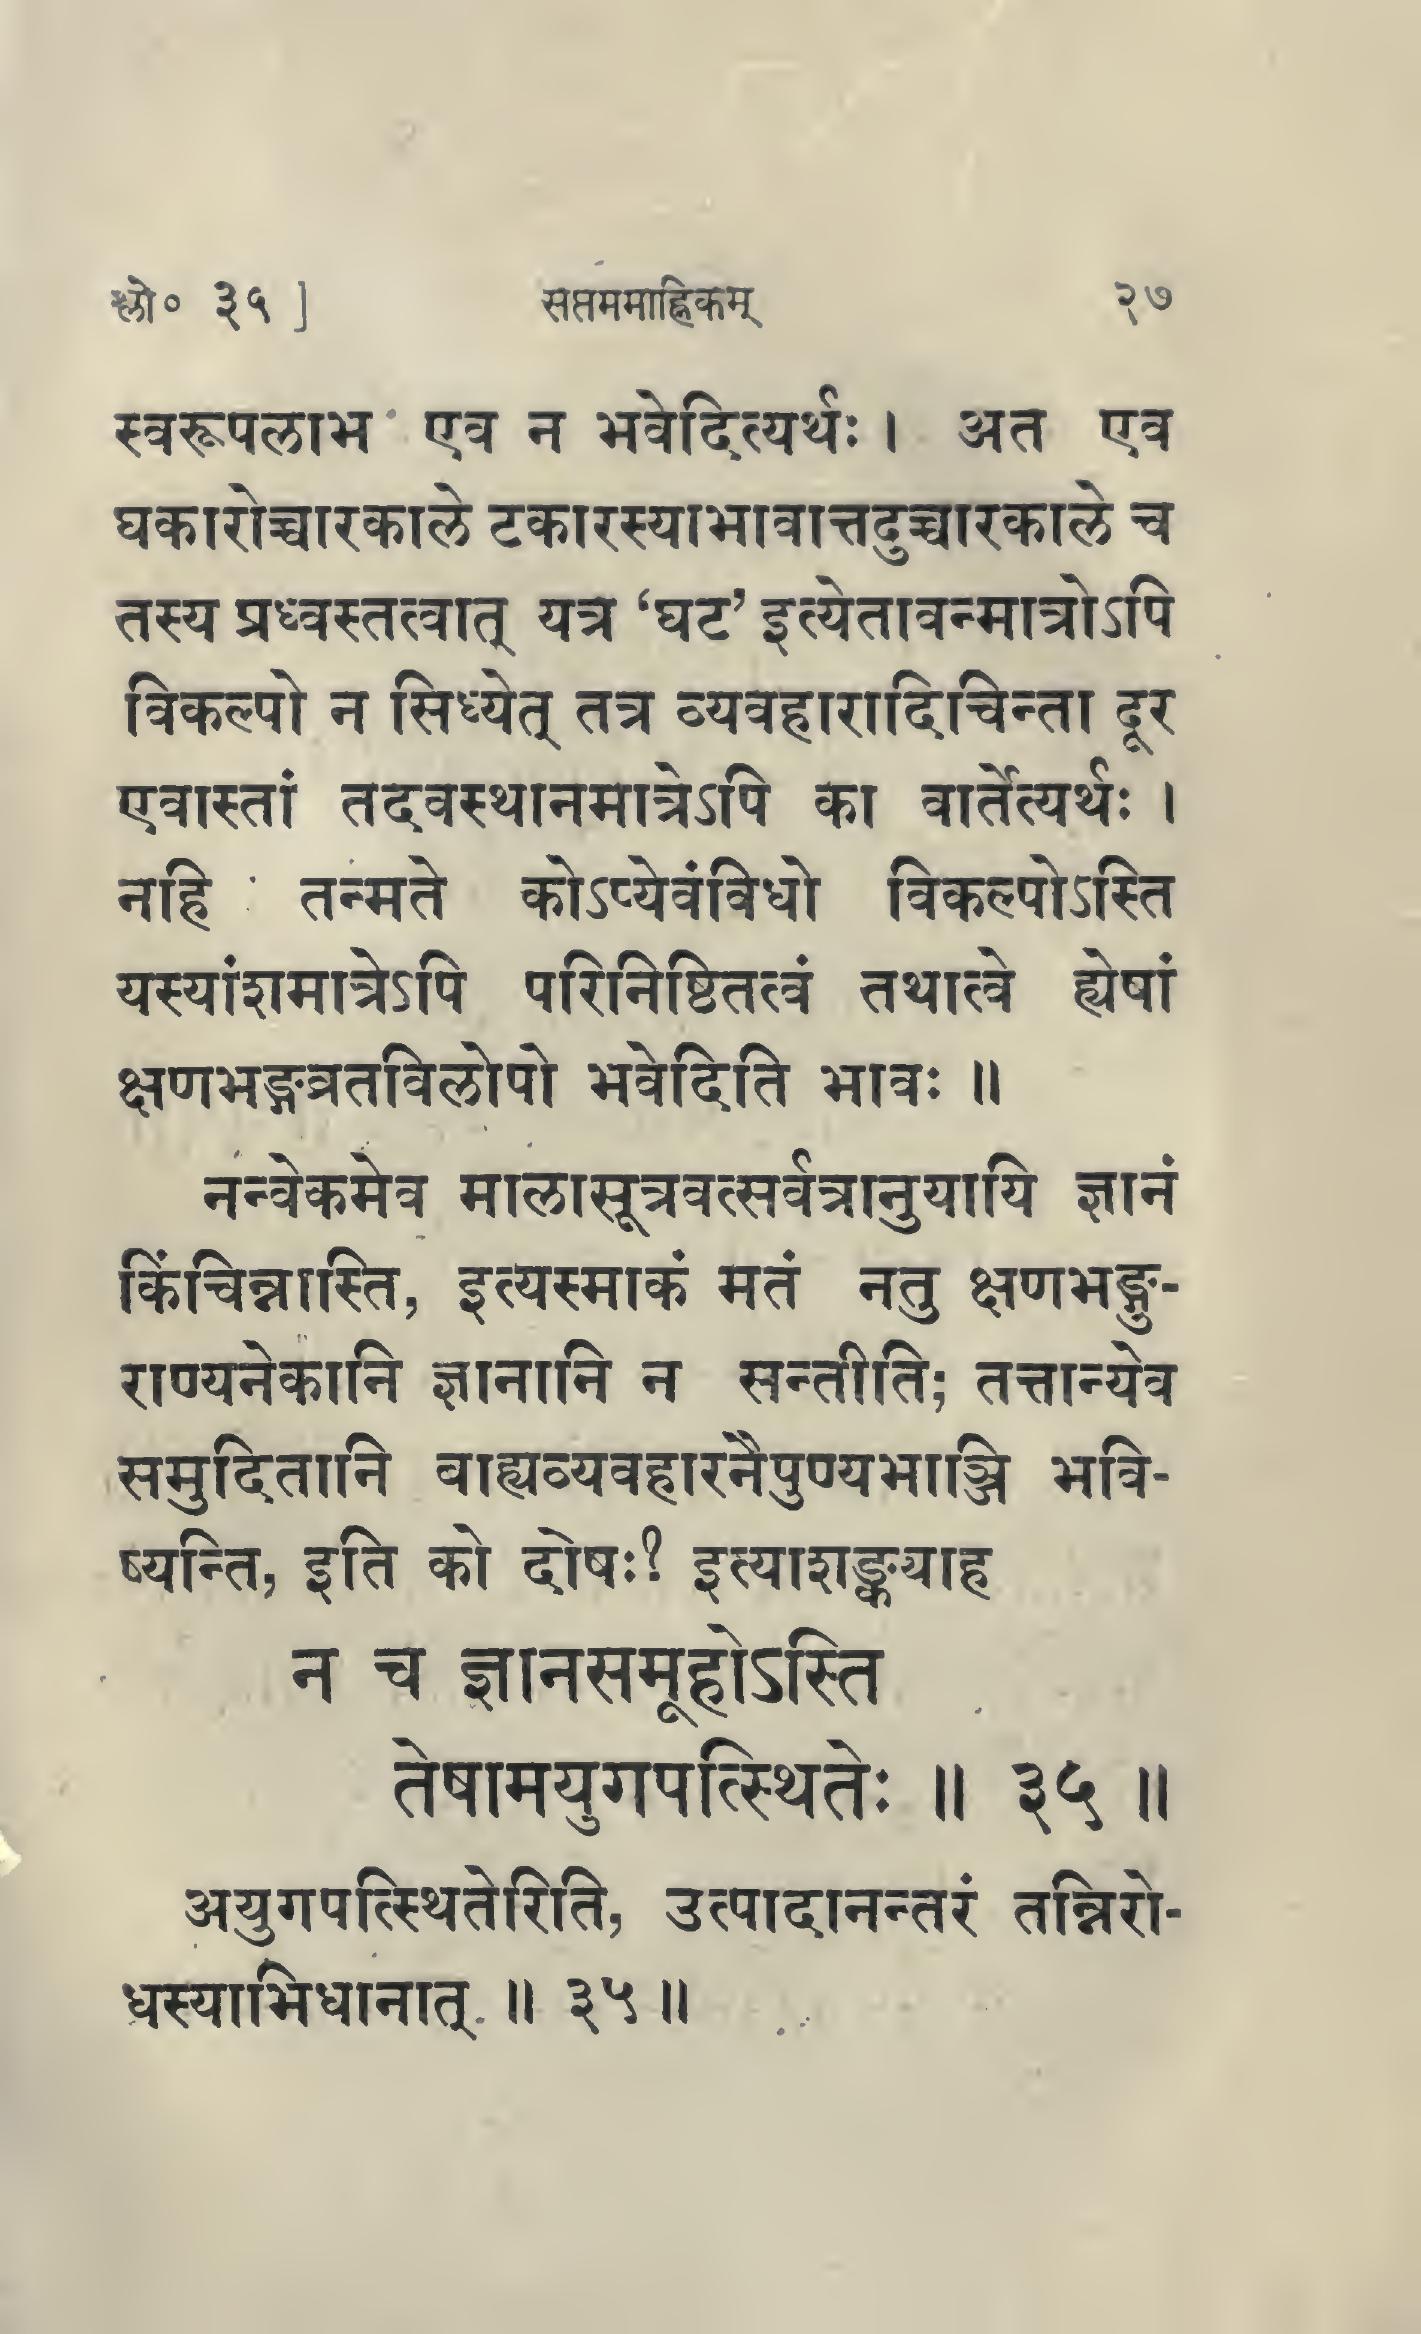 श्लो० ३५ ] सप्तममाह्निकम् २७
स्वरूपलाभ एव न भवेदित्यर्थः । अत एव
घकारोच्चारकाले टकारस्याभावात्तदुच्चारकाले च
तस्य प्रध्वस्तत्वात् यत्र ‘घट’ इत्येतावन्मात्रोऽपि
विकल्पो न सिध्येत् तत्र व्यवहारादिचिन्ता दूर
एवास्तां तदवस्थानमात्रेऽपि का वार्तेत्यर्थः ।
नहि तन्मते कोऽप्येवंविधो विकल्पोऽस्ति
यस्यांशमात्रेऽपि परिनिष्ठितत्वं तथात्वे ह्येषां
क्षणभङ्गव्रतविलोपो भवेदिति भावः ॥
नन्वेकमेव मालासूत्रवत्सर्वत्रानुयायि ज्ञानं
किंचिन्नास्ति, इत्यस्माकं मतं नतु क्षणभङ्गु-
राण्यनेकानि ज्ञानानि न सन्तीति; तत्तान्येव
समुदितानि बाह्यव्यवहारनैपुण्यभाञ्जि भवि-
ष्यन्ति, इति को दोषः? इत्याशङ्क्याह
न च ज्ञानसमूहोऽस्ति
तेषामयुगपत्स्थितेः ॥ ३५ ॥
अयुगपत्स्थितेरिति, उत्पादानन्तरं तन्निरो-
धस्याभिधानात् ॥ ३५ ॥